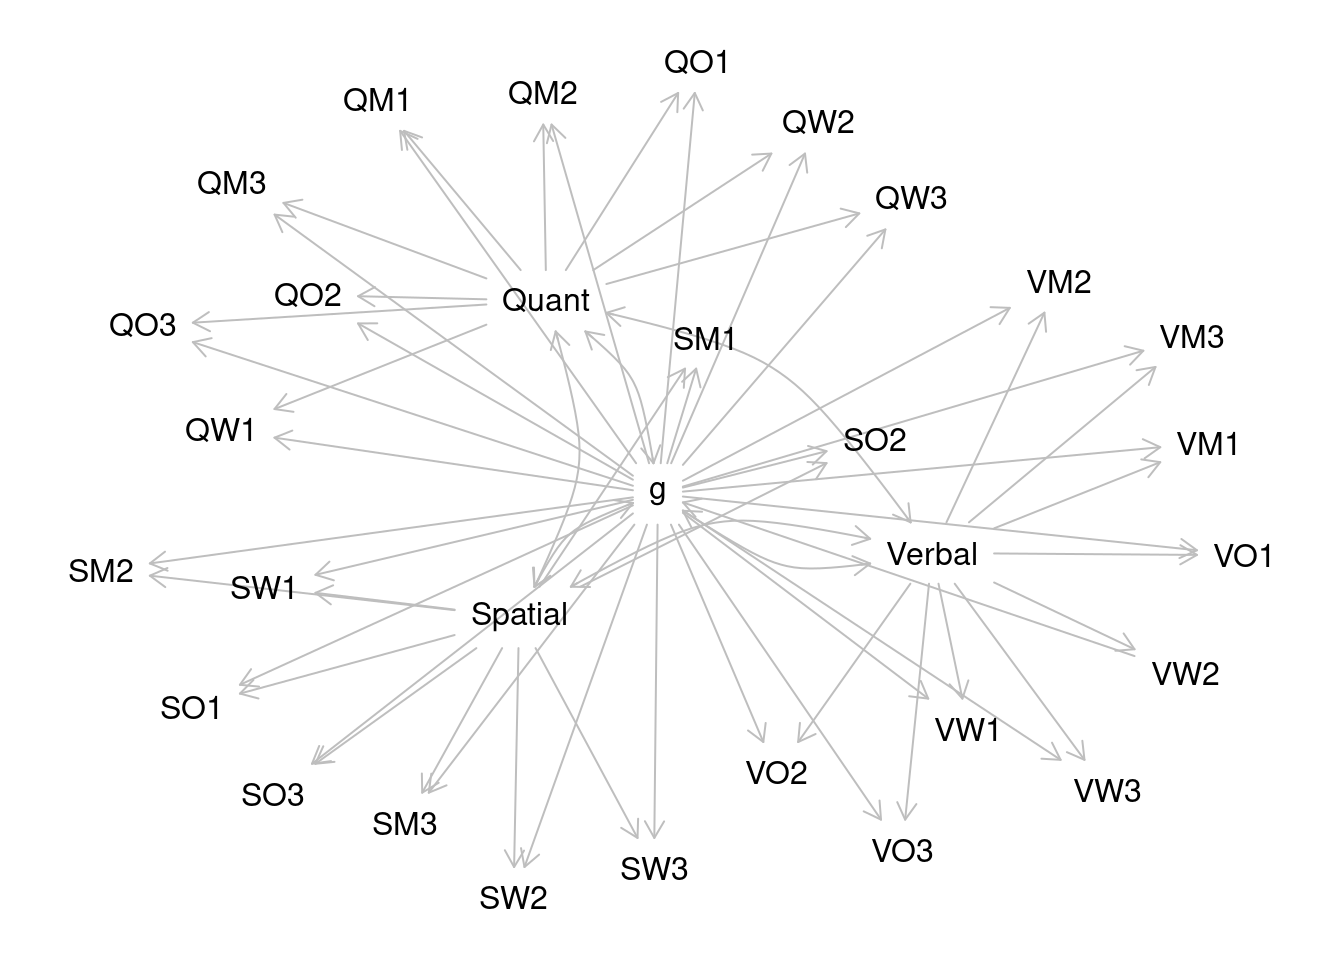 QO1
QM2
QM1
QW2
QM3
QW3
VM2
QO2
Quant
QO3
SM1
VM3
QW1
SO2
VM1
g
Verbal
VO1
SM2
SW1
Spatial
VW2
SO1
VW1
VO2
VW3
SO3
SM3
VO3
SW3
SW2